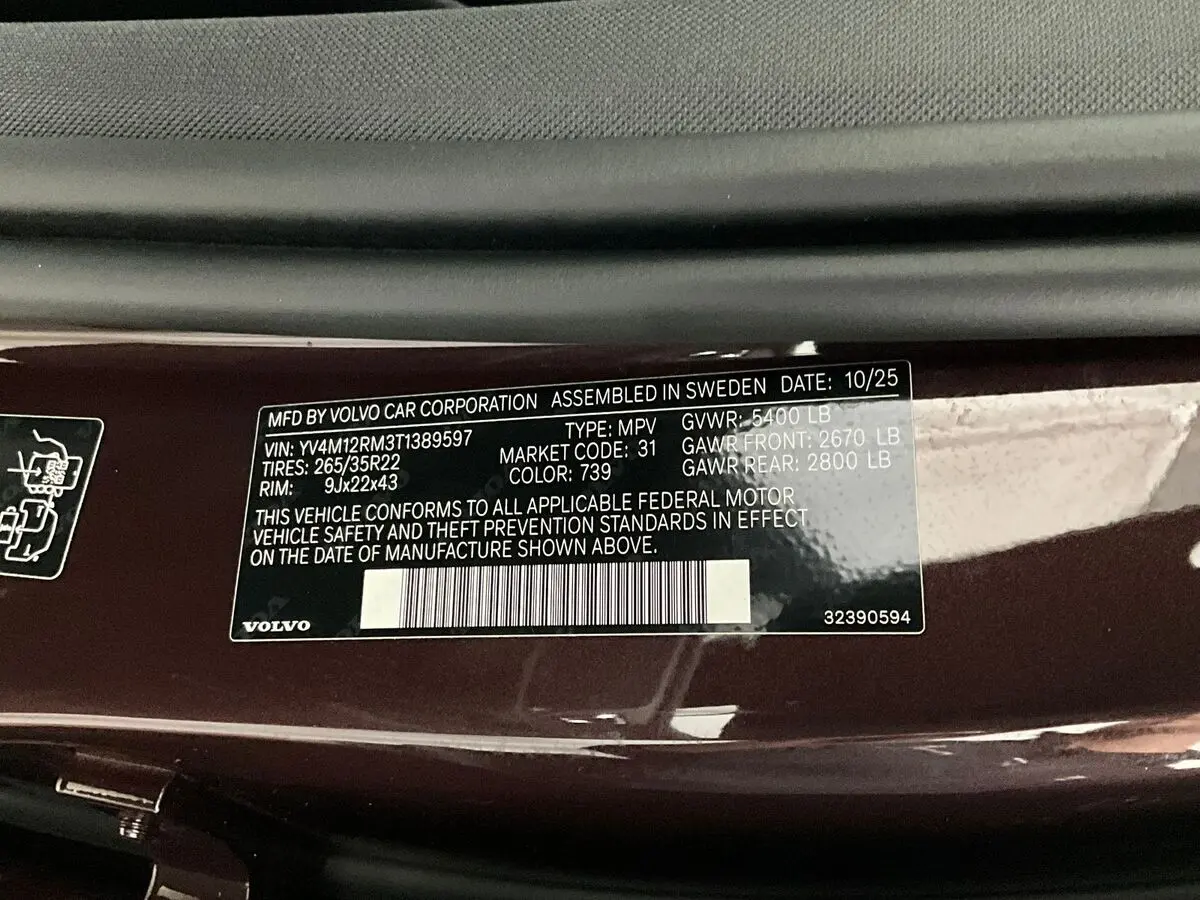 MFD BY VOLVO CAR CORPORATION ASSEMBLED IN SWEDEN DATE: 10/25
VIN: YV4M12RM3T1389597 TYPE: MPV GVWR: 5400 LB
TIRES: 265/35R22 MARKET CODE: 31 GAWR FRONT: 2670 LB
RIM: 9Jx22x43 COLOR: 739 GAWR REAR: 2800 LB
THIS VEHICLE CONFORMS TO ALL APPLICABLE FEDERAL MOTOR
VEHICLE SAFETY AND THEFT PREVENTION STANDARDS IN EFFECT
ON THE DATE OF MANUFACTURE SHOWN ABOVE.
VOLVO 32390594